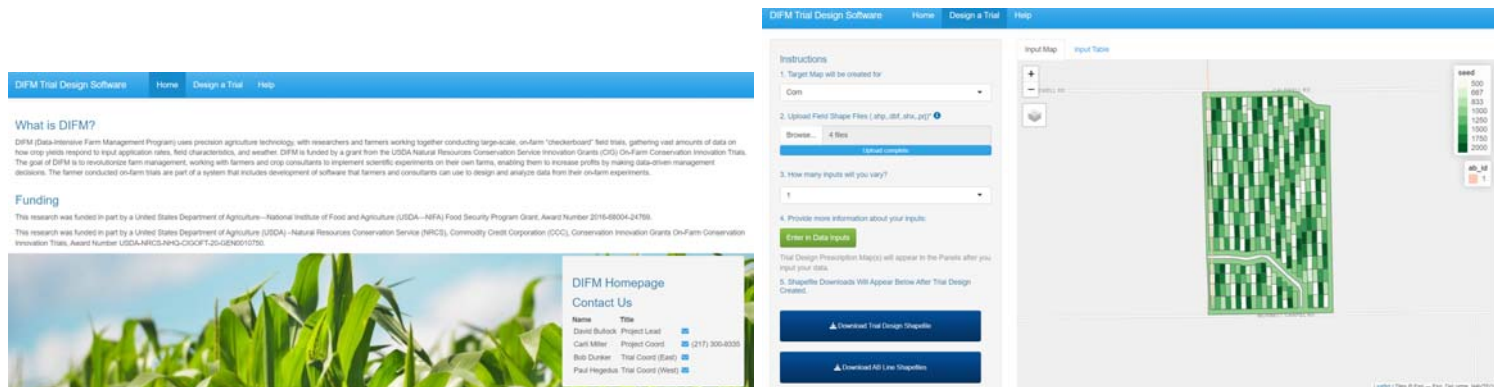 DIFM Trial Design Software Home Design a Trial Help
What is DIFM?
DIFM (Data-Intensive Farm Management Program) uses precision agriculture technology, with researchers and farmers working together conducting large-scale, on-farm "checkerboard" field trials, gathering vast amounts of data on
how crop yields respond to input application rates, field characteristics, and weather. DIFM is funded by a grant from the USDA Natural Resources Conservation Service Innovation Grants (CIG) On-Farm Conservation Innovation Trials.
The goal of DIFM is to revolutionize farm management, working with farmers and crop consultants to implement scientific experiments on their own farms, enabling them to increase profits by making data-driven management
decisions. The farmer conducted on-farm trials are part of a system that includes development of software that farmers and consultants can use to design and analyze data from their on-farm experiments.
Funding
This research was funded in part by a United States Department of Agriculture—National Institute of Food and Agriculture (USDA—NIFA) Food Security Program Grant, Award Number 2016-68004-24769.
This research was funded in part by a United States Department of Agriculture (USDA) –Natural Resources Conservation Service (NRCS), Commodity Credit Corporation (CCC), Conservation Innovation Grants On-Farm Conservation
Innovation Trials, Award Number USDA-NRCS-NHQ-CIGOFT-20-GEN0010750.
DIFM Homepage
Contact Us
Name Title
David Bullock Project Lead
Carli Miller Project Coord (217) 300-9335
Bob Dunker Trial Coord (East)
Paul Hegedus Trial Coord (West)
DIFM Trial Design Software Home Design a Trial Help
Instructions
1. Target Map will be created for
Corn
2. Upload Field Shape Files (.shp,.dbf,.shx,.prj)*
Browse... 4 files
Upload complete
3. How many inputs will you vary?
1
4. Provide more information about your inputs:
Enter in Data Inputs
Trial Design Prescription Map(s) will appear in the Panels after you
input your data.
5. Shapefile Downloads Will Appear Below After Trial Design
Created.
Download Trial Design Shapefile
Download AB Line Shapefiles
Input Map Input Table
+
−
seed
500
667
833
1000
1250
1500
1750
2000
ab_id
1